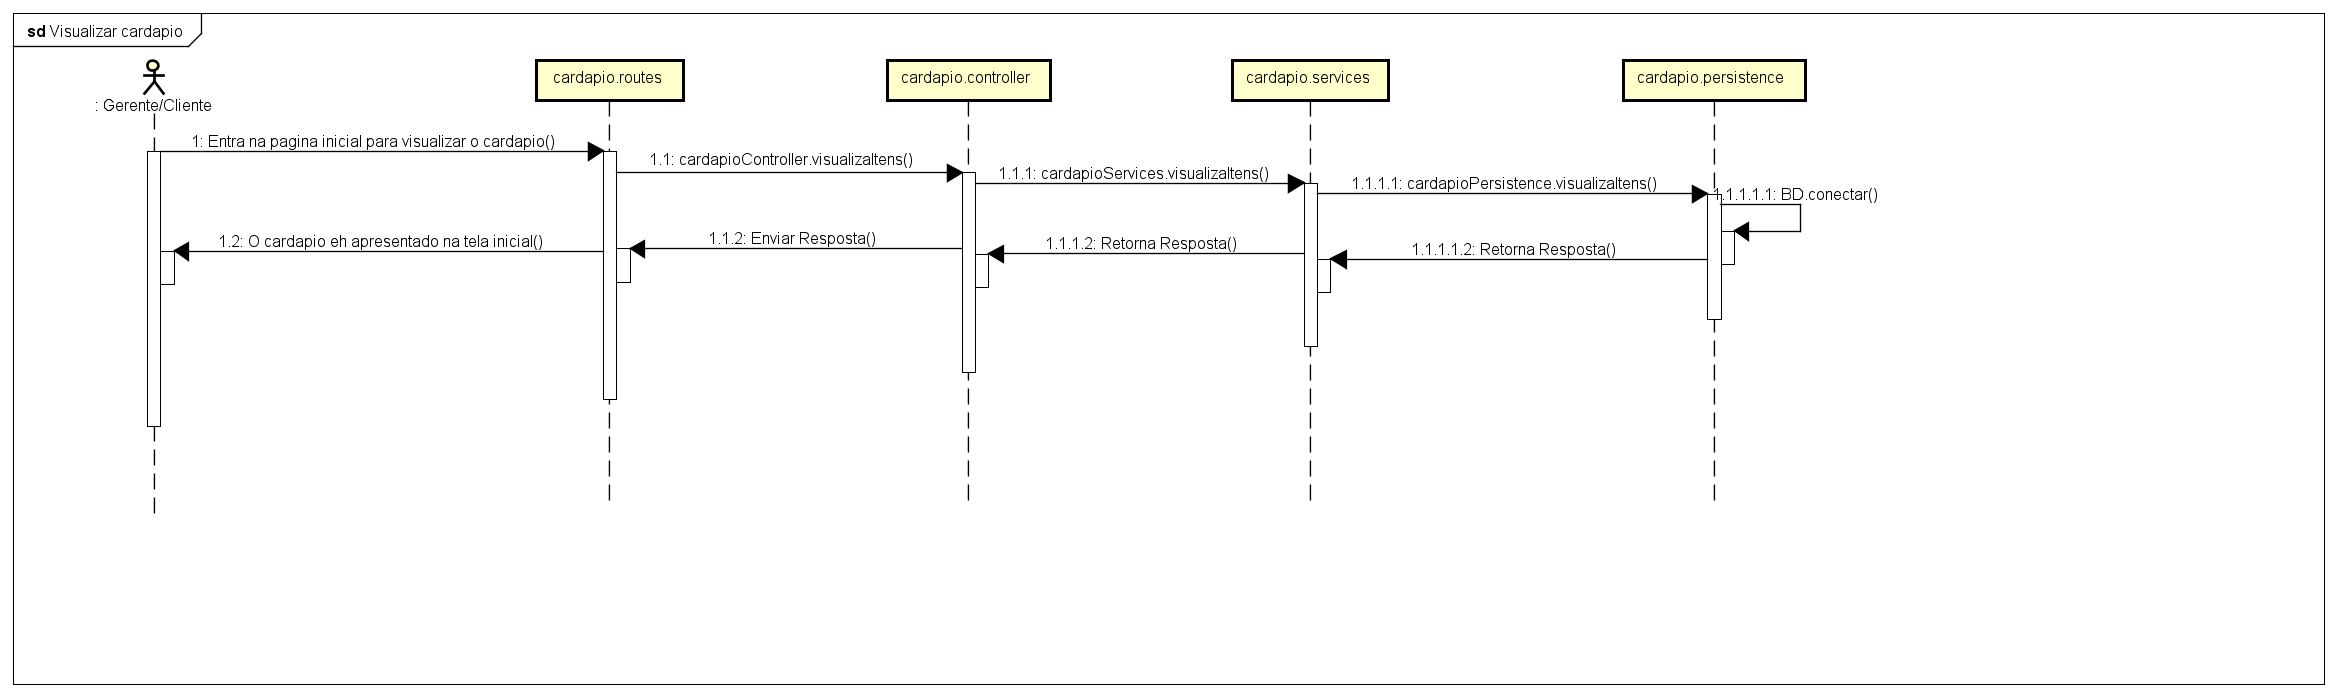 sd Visualizar cardapio
: Gerente/Cliente
cardapio.routes
cardapio.controller
cardapio.services
cardapio.persistence
1: Entra na pagina inicial para visualizar o cardapio()
1.1: cardapioController.visualizaItens()
1.1.1: cardapioServices.visualizaItens()
1.1.1.1: cardapioPersistence.visualizaItens()
1.1.1.1.1: BD.conectar()
1.2: O cardapio eh apresentado na tela inicial()
1.1.2: Enviar Resposta()
1.1.1.2: Retorna Resposta()
1.1.1.1.2: Retorna Resposta()